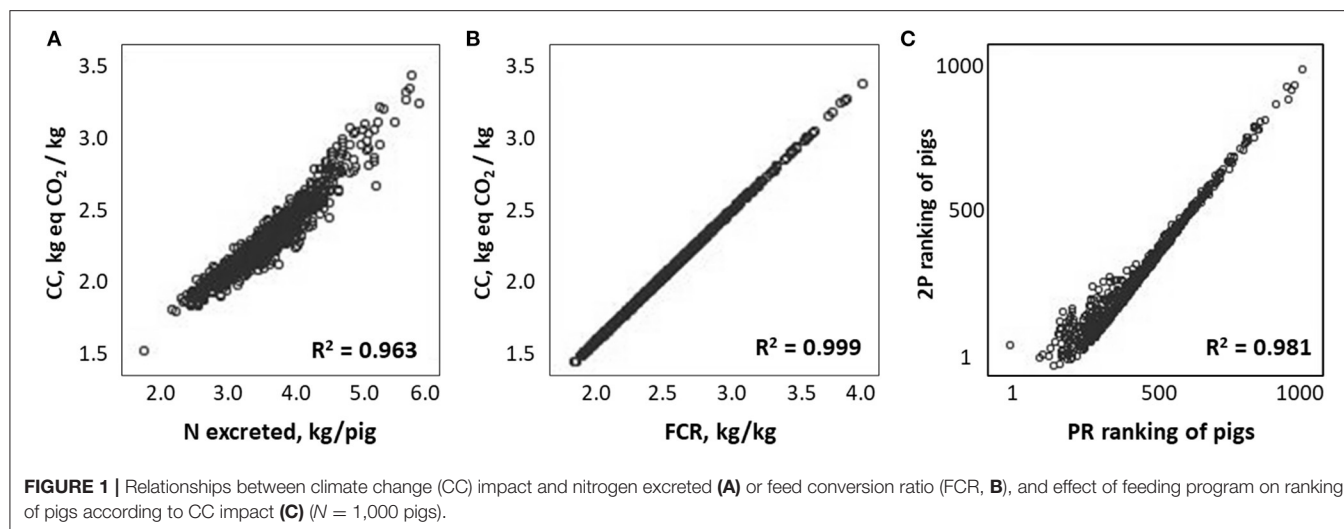 A
CC, kg eq CO₂ / kg
3.5
3.0
2.5
2.0
1.5
R² = 0.963
2.0 3.0 4.0 5.0 6.0
N excreted, kg/pig
B
CC, kg eq CO₂ / kg
3.5
3.0
2.5
2.0
1.5
R² = 0.999
2.0 2.5 3.0 3.5 4.0
FCR, kg/kg
C
2P ranking of pigs
1000
500
1
R² = 0.981
1 500 1000
PR ranking of pigs
FIGURE 1 | Relationships between climate change (CC) impact and nitrogen excreted (A) or feed conversion ratio (FCR, B), and effect of feeding program on ranking
of pigs according to CC impact (C) (N = 1,000 pigs).